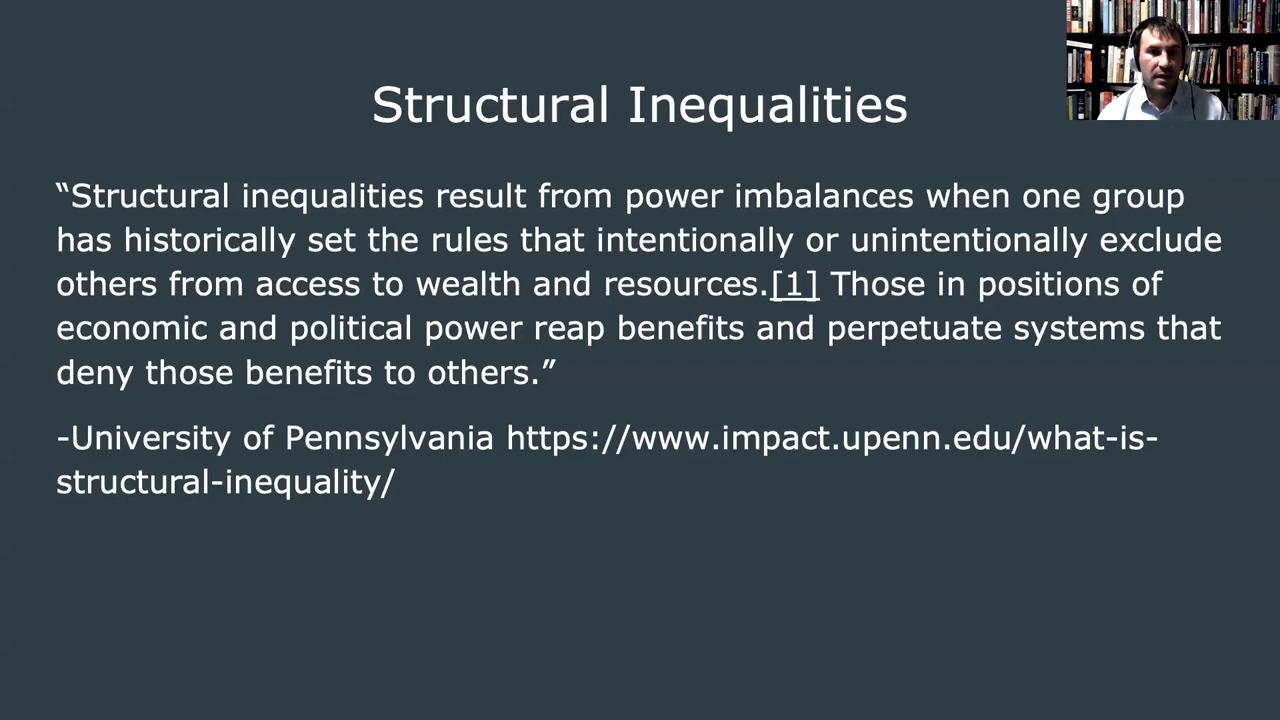 Structural Inequalities
“Structural inequalities result from power imbalances when one group
has historically set the rules that intentionally or unintentionally exclude
others from access to wealth and resources.[1] Those in positions of
economic and political power reap benefits and perpetuate systems that
deny those benefits to others.”
-University of Pennsylvania https://www.impact.upenn.edu/what-is-
structural-inequality/